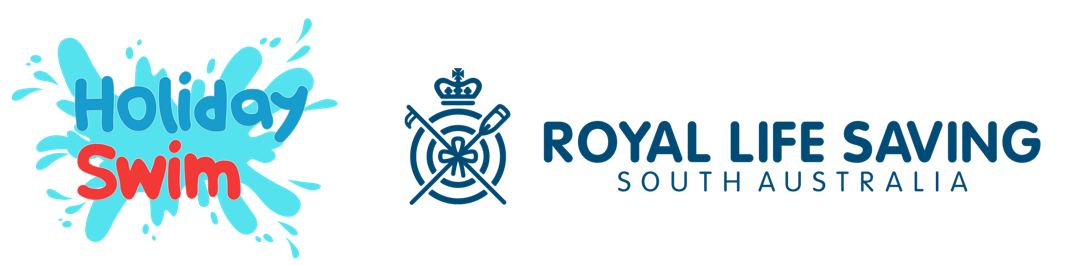 Holiday
Swim
ROYAL LIFE SAVING
SOUTH AUSTRALIA